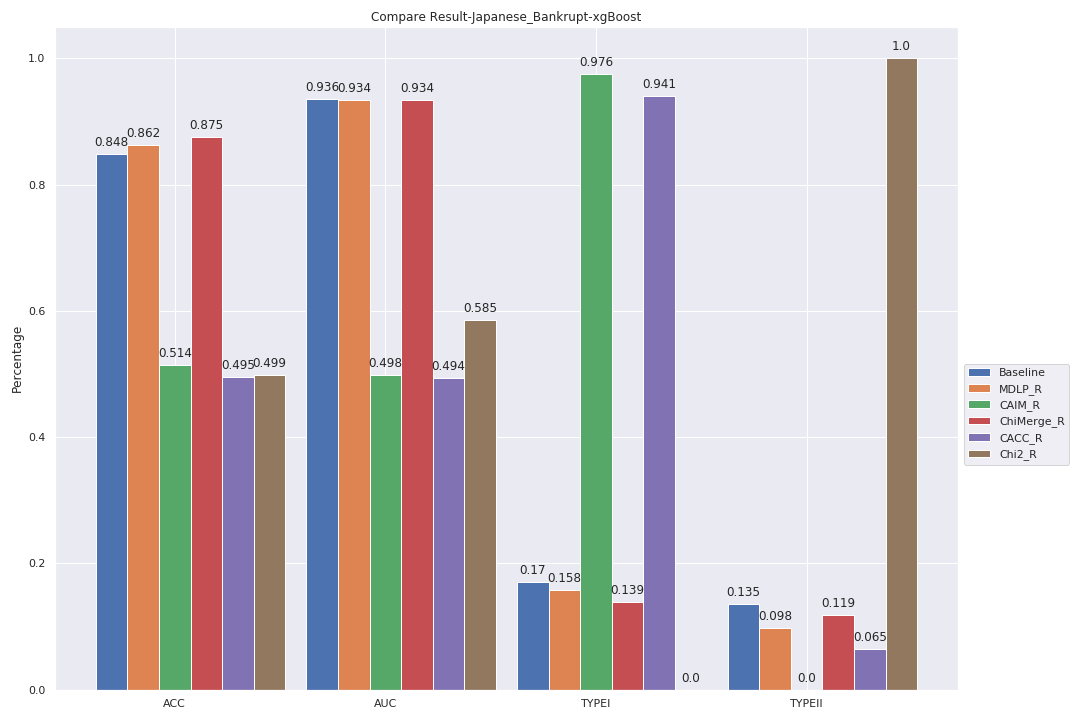 Compare Result-Japanese_Bankrupt-xgBoost
Percentage
1.0
0.8
0.6
0.4
0.2
0.0
0.848
0.862
0.514
0.875
0.495
0.499
0.936
0.934
0.498
0.934
0.494
0.585
0.17
0.158
0.976
0.139
0.941
0.0
0.135
0.098
0.0
0.119
0.065
1.0
ACC
AUC
TYPEI
TYPEII
Baseline
MDLP_R
CAIM_R
ChiMerge_R
CACC_R
Chi2_R